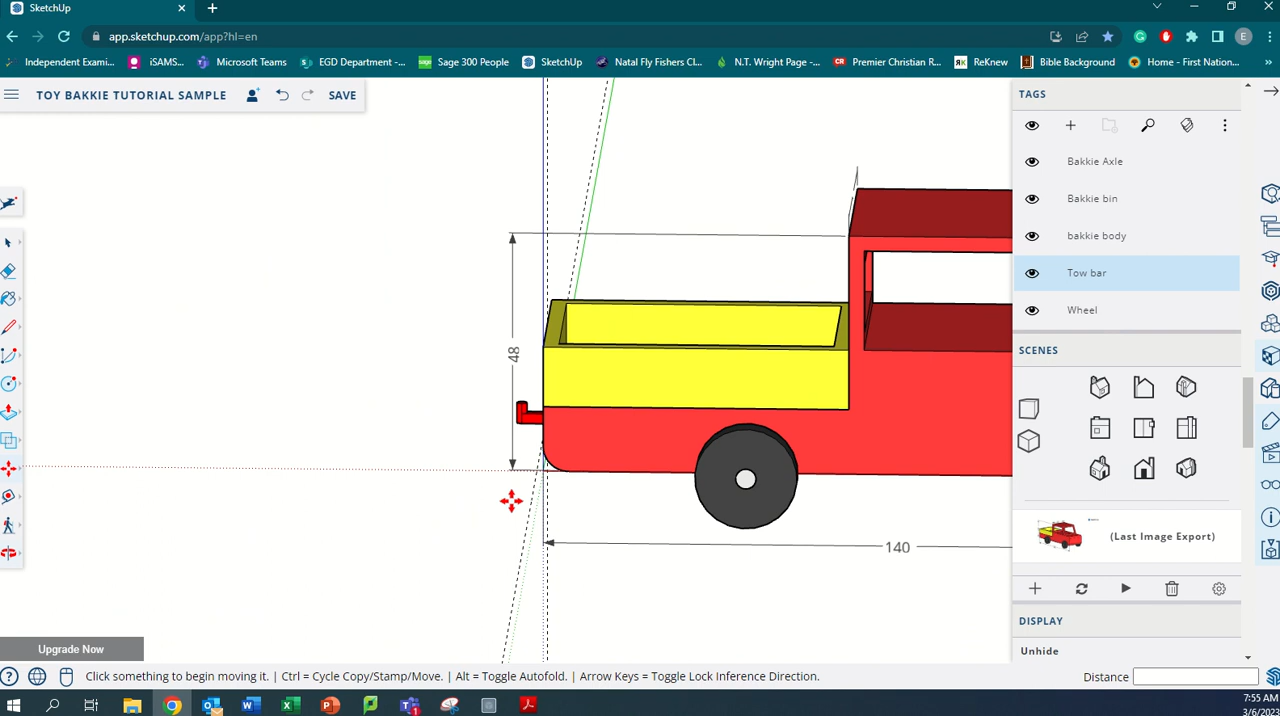 SketchUp
app.sketchup.com/app?hl=en
E
Independent Exami... iSAMS... Microsoft Teams EGD Department -... Sage 300 People SketchUp Natal Fly Fishers Cl... N.T. Wright Page -... CR Premier Christian R... RK ReKnew Bible Background Home - First Nation... »
TOY BAKKIE TUTORIAL SAMPLE SAVE
TAGS
Bakkie Axle
Bakkie bin
bakkie body
Tow bar
Wheel
SCENES
48
140
(Last Image Export)
DISPLAY
Unhide
Upgrade Now
Click something to begin moving it. | Ctrl = Cycle Copy/Stamp/Move. | Alt = Toggle Autofold. | Arrow Keys = Toggle Lock Inference Direction. Distance
7:55 AM
3/6/2023